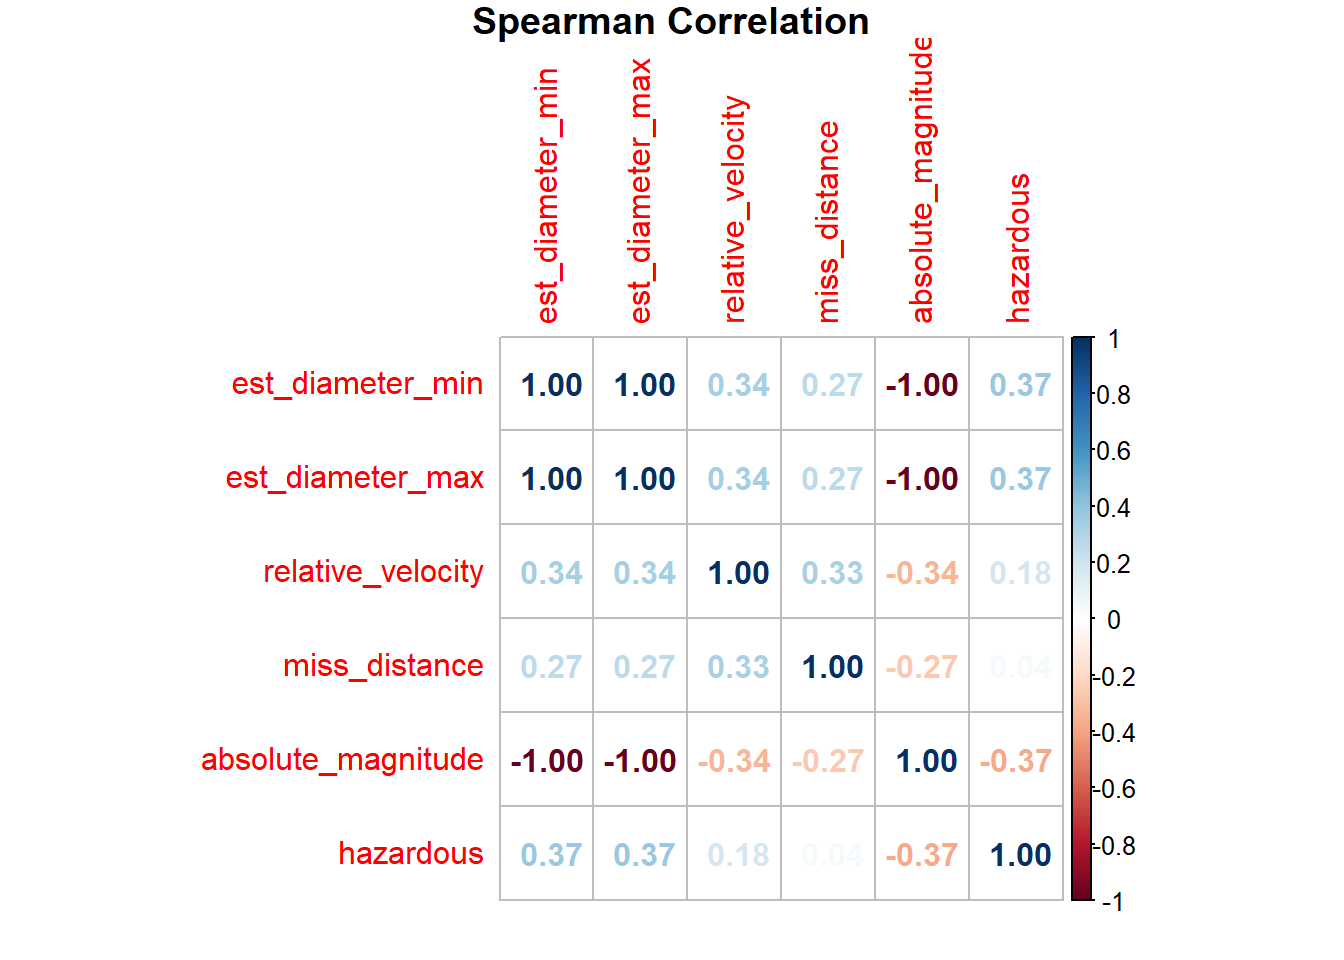 Spearman Correlation
est_diameter_min
est_diameter_max
relative_velocity
miss_distance
absolute_magnitude
hazardous
est_diameter_min 1.00 1.00 0.34 0.27 -1.00 0.37
est_diameter_max 1.00 1.00 0.34 0.27 -1.00 0.37
relative_velocity 0.34 0.34 1.00 0.33 -0.34 0.18
miss_distance 0.27 0.27 0.33 1.00 -0.27 0.04
absolute_magnitude -1.00 -1.00 -0.34 -0.27 1.00 -0.37
hazardous 0.37 0.37 0.18 0.04 -0.37 1.00
1
0.8
0.6
0.4
0.2
0
-0.2
-0.4
-0.6
-0.8
-1